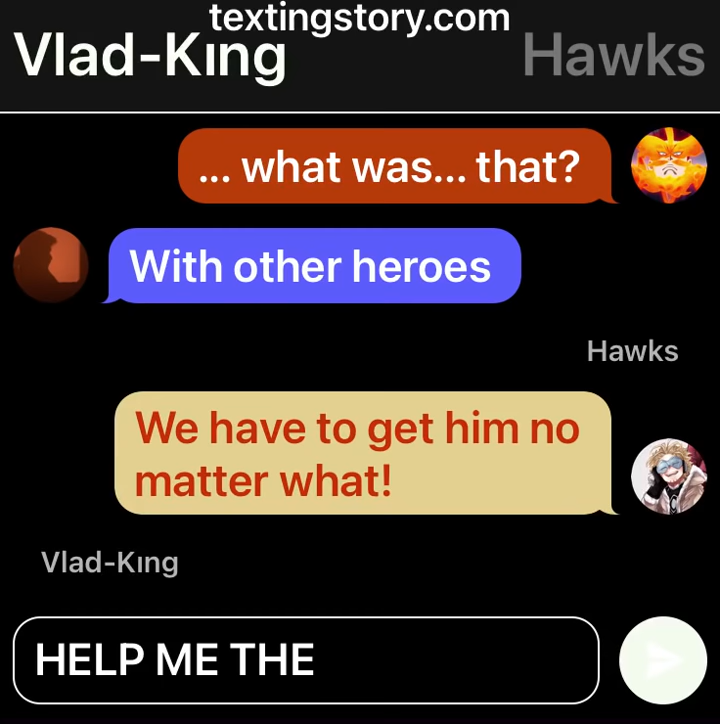 textingstory.com
Vlad-Kıng
Hawks
... what was... that?
With other heroes
Hawks
We have to get him no
matter what!
Vlad-Kıng
HELP ME THE